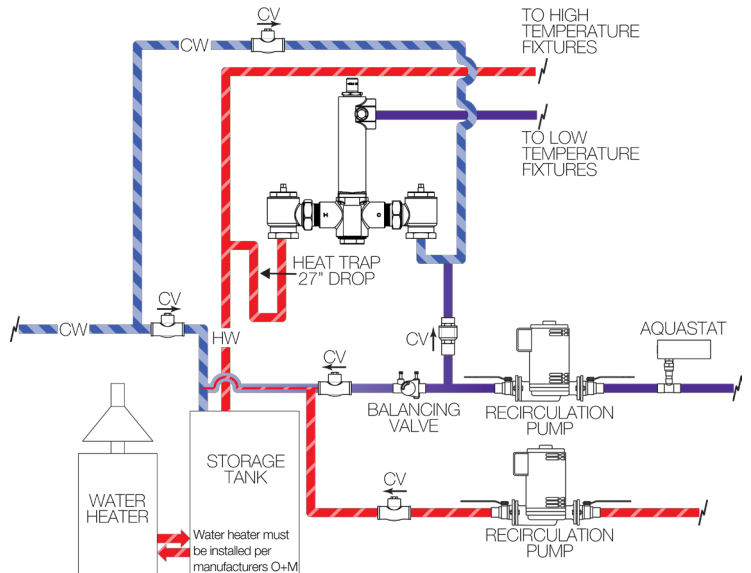 CV
CW
TO HIGH
TEMPERATURE
FIXTURES
TO LOW
TEMPERATURE
FIXTURES
H
C
HEAT TRAP
27" DROP
CV
CW
HW
CV
CV
AQUASTAT
BALANCING
VALVE
RECIRCULATION
PUMP
WATER
HEATER
STORAGE
TANK
CV
Water heater must
be installed per
manufacturers O+M
RECIRCULATION
PUMP